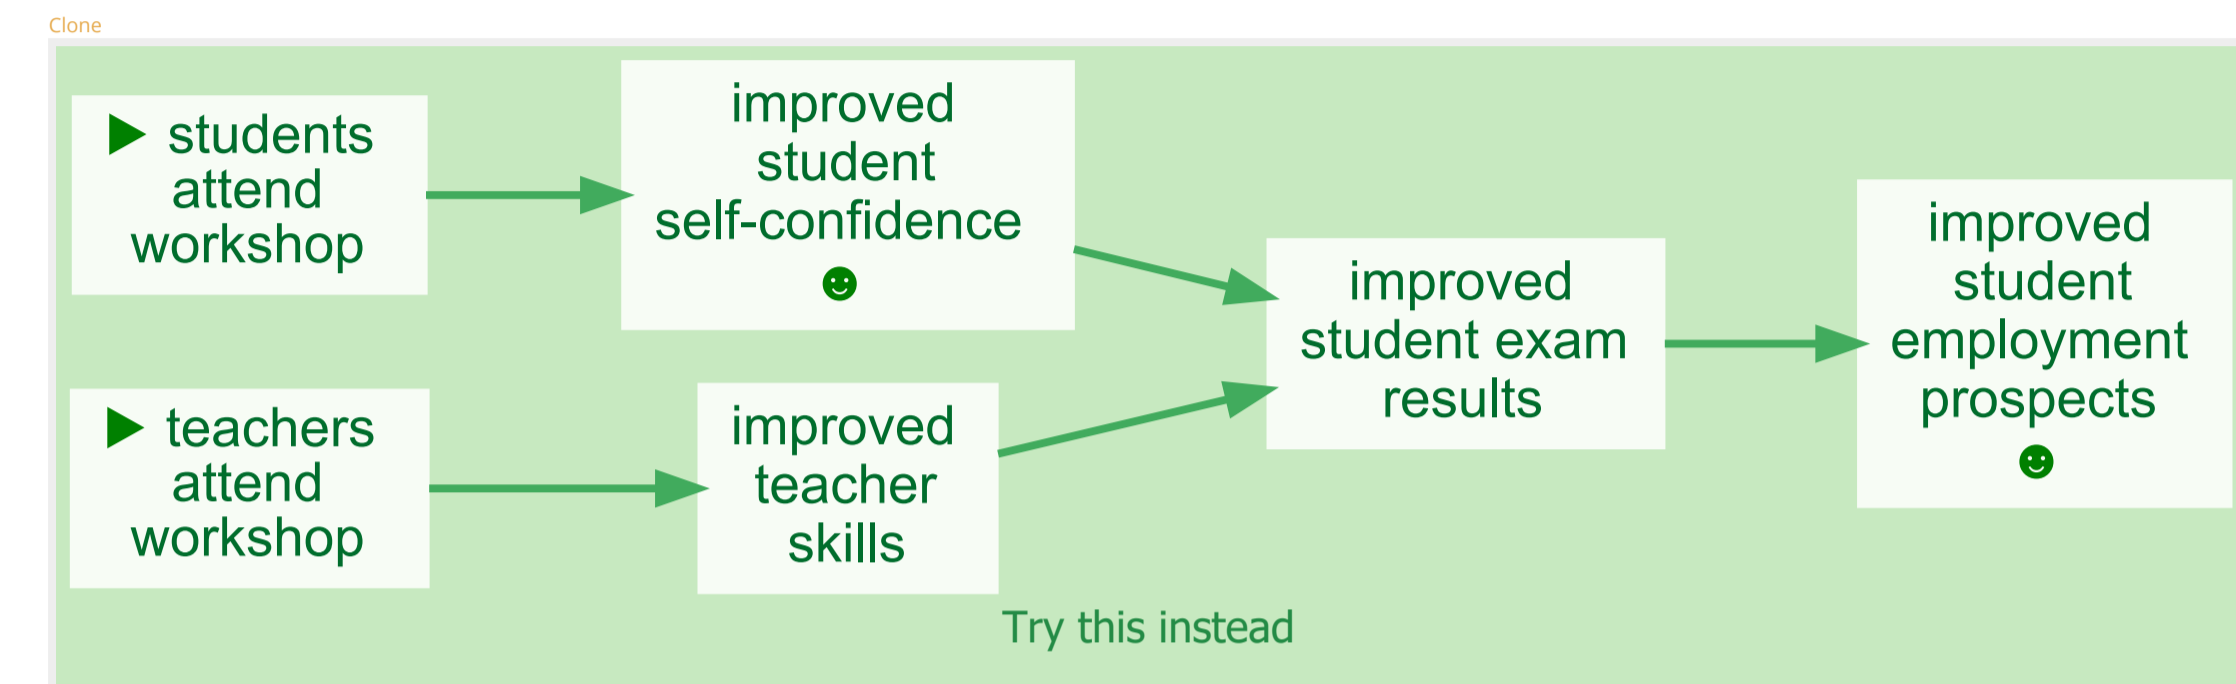 Clone
▶ students
attend
workshop
improved
student
self-confidence
☻
▶ teachers
attend
workshop
improved
teacher
skills
improved
student exam
results
improved
student
employment
prospects
☻
Try this instead